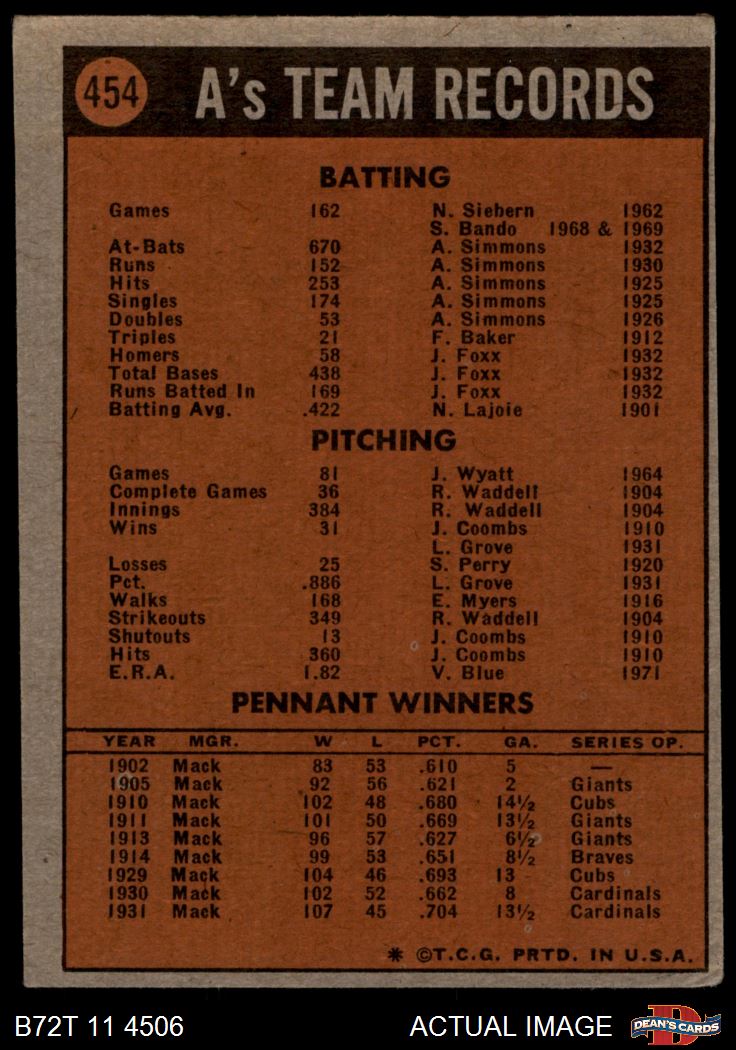 454 A's TEAM RECORDS
BATTING
Games 162 N. Siebern 1962
S. Bando 1968 & 1969
At-Bats 670 A. Simmons 1932
Runs 152 A. Simmons 1930
Hits 253 A. Simmons 1925
Singles 174 A. Simmons 1925
Doubles 53 A. Simmons 1926
Triples 21 F. Baker 1912
Homers 58 J. Foxx 1932
Total Bases 438 J. Foxx 1932
Runs Batted In 169 J. Foxx 1932
Batting Avg. .422 N. Lajoie 1901
PITCHING
Games 81 J. Wyatt 1964
Complete Games 36 R. Waddell 1904
Innings 384 R. Waddell 1904
Wins 31 J. Coombs 1910
L. Grove 1931
Losses 25 S. Perry 1920
Pct. .886 L. Grove 1931
Walks 168 E. Myers 1916
Strikeouts 349 R. Waddell 1904
Shutouts 13 J. Coombs 1910
Hits 360 J. Coombs 1910
E.R.A. 1.82 V. Blue 1971
PENNANT WINNERS
YEAR MGR. W L PCT. GA. SERIES OP.
1902 Mack 83 53 .610 5 —
1905 Mack 92 56 .621 2 Giants
1910 Mack 102 48 .680 14½ Cubs
1911 Mack 101 50 .669 13½ Giants
1913 Mack 96 57 .627 6½ Giants
1914 Mack 99 53 .651 8½ Braves
1929 Mack 104 46 .693 13 Cubs
1930 Mack 102 52 .662 8 Cardinals
1931 Mack 107 45 .704 13½ Cardinals
* ©T.C.G. PRTD. IN U.S.A.
B72T 11 4506 ACTUAL IMAGE D DEAN'S CARDS